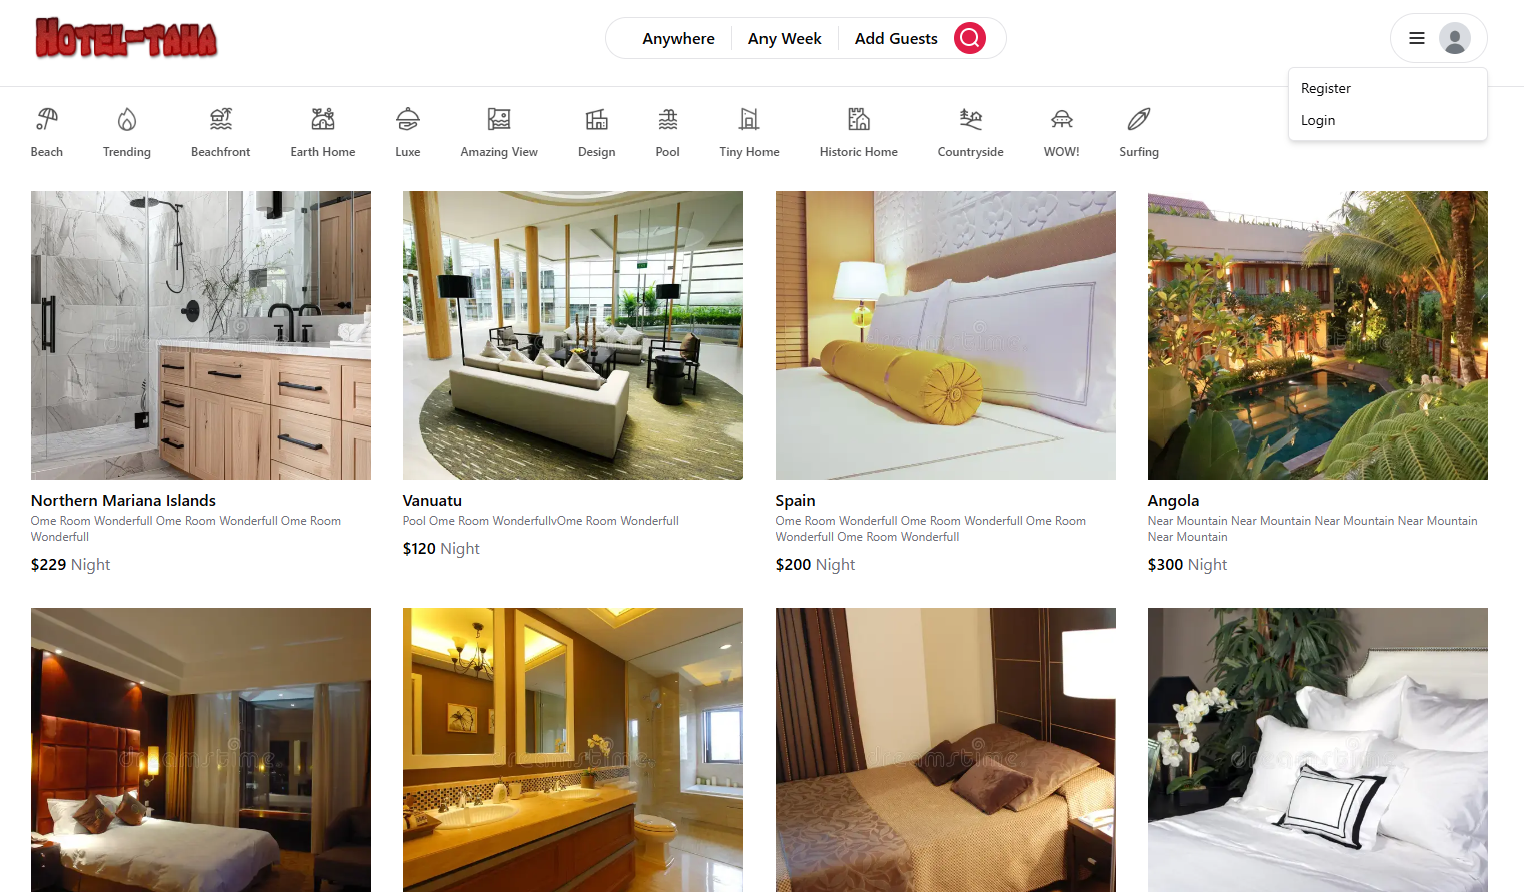 Hotel-taha
Anywhere
Any Week
Add Guests
Register
Login
Beach
Trending
Beachfront
Earth Home
Luxe
Amazing View
Design
Pool
Tiny Home
Historic Home
Countryside
WOW!
Surfing
Northern Mariana Islands
Ome Room Wonderfull Ome Room Wonderfull Ome Room
Wonderfull
$229 Night
Vanuatu
Pool Ome Room WonderfullvOme Room Wonderfull
$120 Night
Spain
Ome Room Wonderfull Ome Room Wonderfull Ome Room
Wonderfull Ome Room Wonderfull
$200 Night
Angola
Near Mountain Near Mountain Near Mountain Near Mountain
Near Mountain
$300 Night
dreamstime
dreamstime
dreamstime
dreamstime